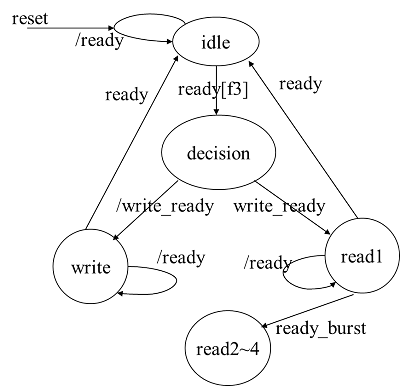 reset
/ready
idle
ready
ready[f3]
ready
decision
/write_ready
write_ready
write
/ready
/ready
read1
ready_burst
read2~4